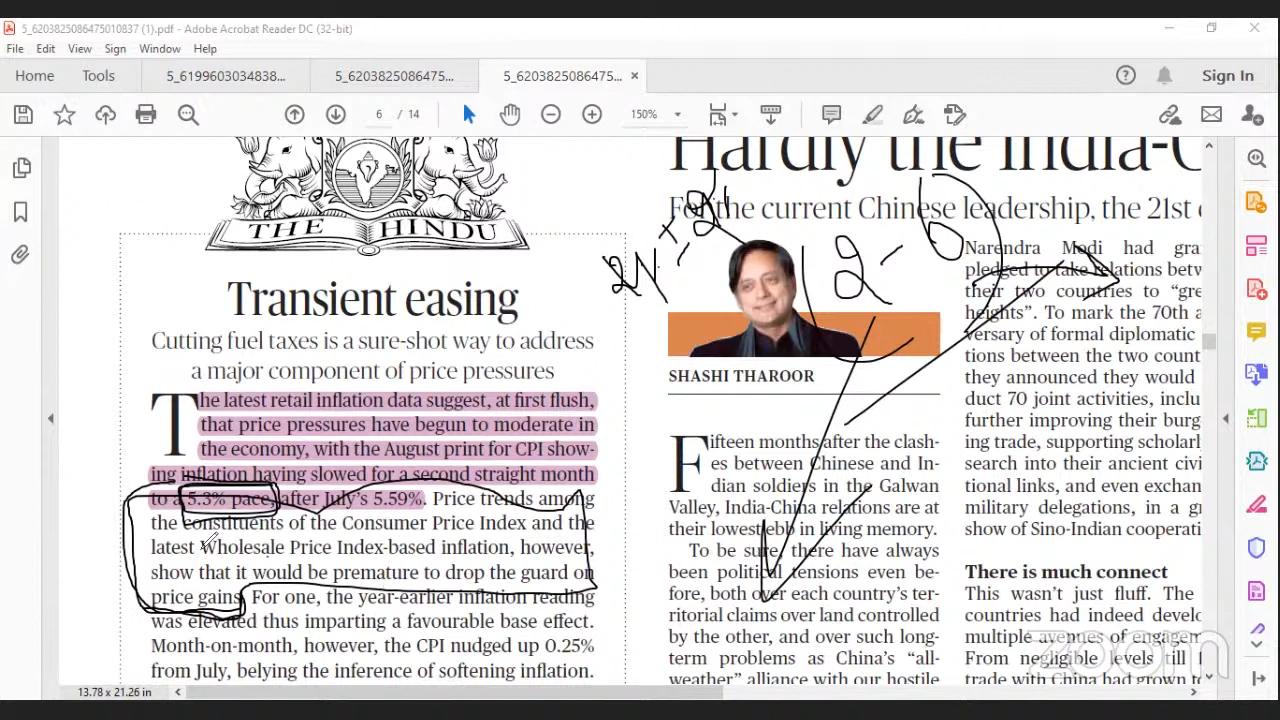 5_6203825086475010837 (1).pdf - Adobe Acrobat Reader DC (32-bit)
File Edit View Sign Window Help
Home Tools 5_6199603034838... 5_6203825086475... 5_6203825086475... ×
Sign In
6 / 14
150%
THE HINDU
Transient easing
Cutting fuel taxes is a sure-shot way to address
a major component of price pressures
The latest retail inflation data suggest, at first flush,
that price pressures have begun to moderate in
the economy, with the August print for CPI show-
ing inflation having slowed for a second straight month
to a 5.3% pace, after July's 5.59%. Price trends among
the constituents of the Consumer Price Index and the
latest Wholesale Price Index-based inflation, however,
show that it would be premature to drop the guard on
price gains. For one, the year-earlier inflation reading
was elevated thus imparting a favourable base effect.
Month-on-month, however, the CPI nudged up 0.25%
from July, belying the inference of softening inflation.
Hardly the India-C
For the current Chinese leadership, the 21st c
2-6
SHASHI THAROOR
Fifteen months after the clash-
es between Chinese and In-
dian soldiers in the Galwan
Valley, India-China relations are at
their lowest ebb in living memory.
To be sure, there have always
been political tensions even be-
fore, both over each country's ter-
ritorial claims over land controlled
by the other, and over such long-
term problems as China's "all-
weather" alliance with our hostile
Narendra Modi had gra
pledged to take relations betw
their two countries to "gre
heights". To mark the 70th a
versary of formal diplomatic
tions between the two count
they announced they would
duct 70 joint activities, inclu
further improving their burg
ing trade, supporting scholarl
search into their ancient civi
tional links, and even exchan
military delegations, in a g
show of Sino-Indian cooperati
There is much connect
This wasn't just fluff. The
countries had indeed develo
multiple avenues of engagem
From negligible levels till
trade with China had grown t
zoom
13.78 x 21.26 in